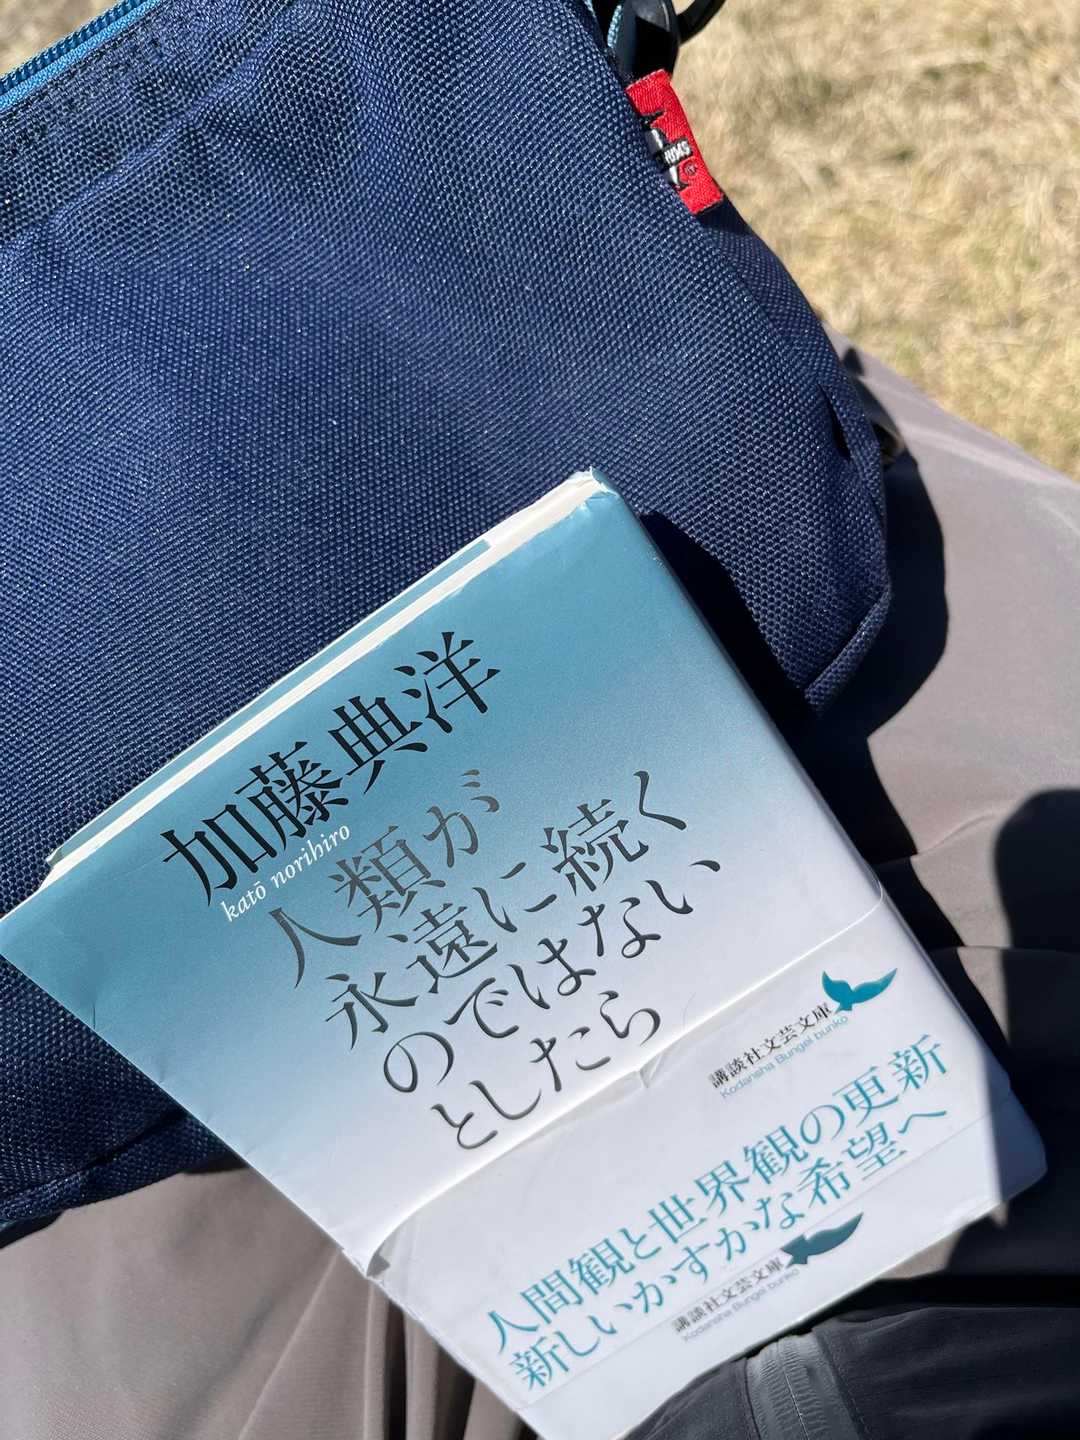 加藤典洋
katō norihiro
人類が
永遠に続く
のではない
としたら
講談社文芸文庫
Kodansha Bungei bunko
人間観と世界観の更新
新しいかすかな希望へ
講談社文芸文庫
Kodansha Bungei bunko